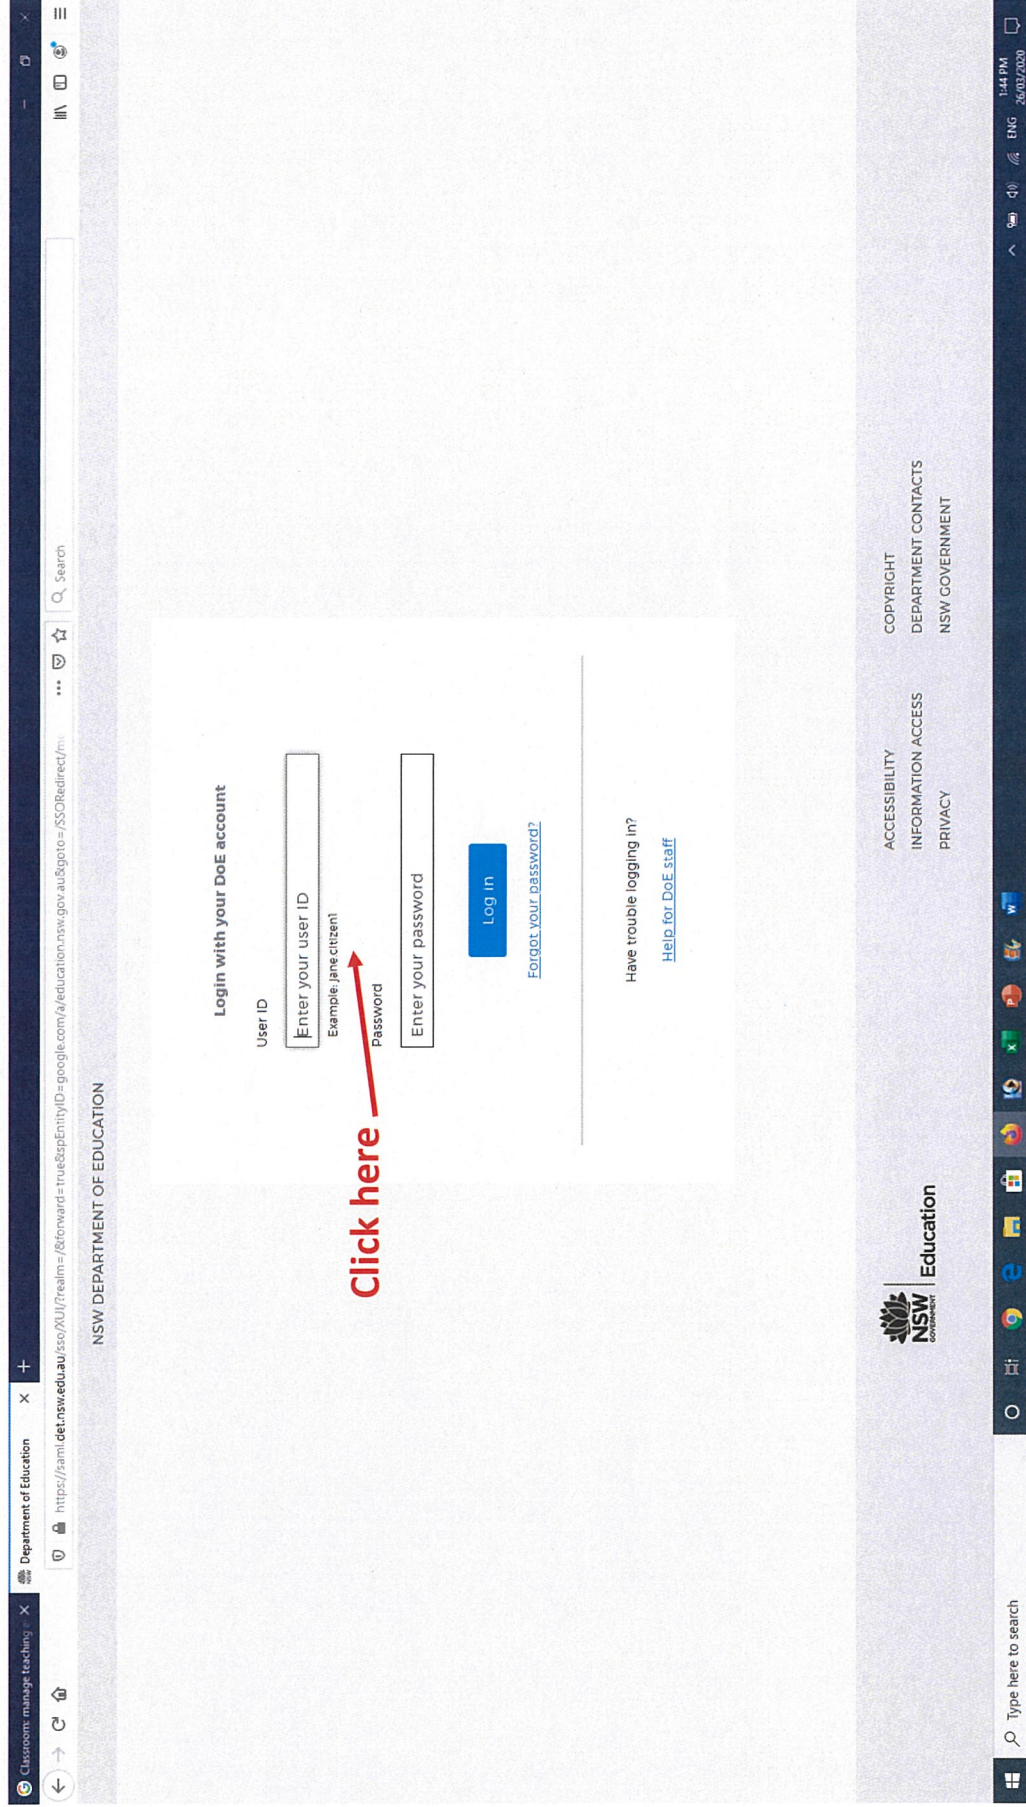 Classroom: manage teaching
Department of Education
https://saml.det.nsw.edu.au/sso/XUI/?realm=/&forward=true&spEntityID=google.com/a/education.nsw.gov.au&goto=/SSORedirect/m
Search
NSW DEPARTMENT OF EDUCATION
Login with your DoE account
User ID
Enter your user ID
Example: jane.citizen1
Click here
Password
Enter your password
Log in
Forgot your password?
Have trouble logging in?
Help for DoE staff
NSW
GOVERNMENT
Education
ACCESSIBILITY
COPYRIGHT
INFORMATION ACCESS
DEPARTMENT CONTACTS
PRIVACY
NSW GOVERNMENT
Type here to search
ENG
1:44 PM
26/03/2020